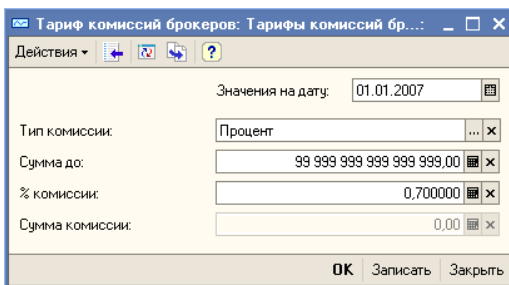 Тариф комиссий брокеров: Тарифы комиссий бр...:
Действия
Значения на дату: 01.01.2007
Тип комиссии: Процент
Сумма до: 99 999 999 999 999 999,00
% комиссии: 0,700000
Сумма комиссии: 0,00
OK Записать Закрыть